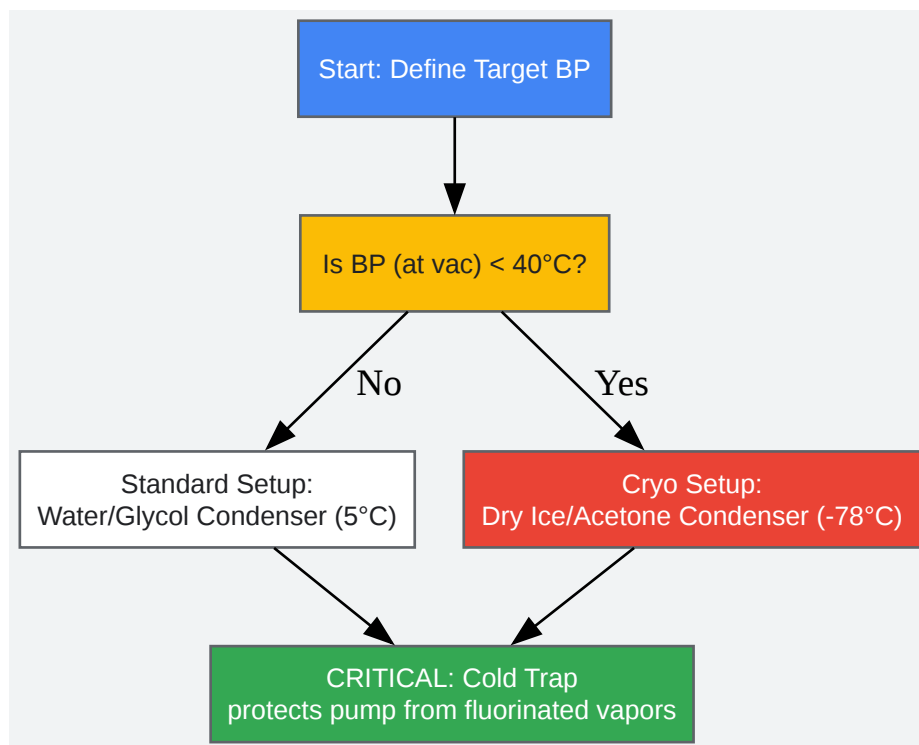 Start: Define Target BP
Is BP (at vac) < 40°C?
No
Yes
Standard Setup:
Water/Glycol Condenser (5°C)
Cryo Setup:
Dry Ice/Acetone Condenser (-78°C)
CRITICAL: Cold Trap
protects pump from fluorinated vapors